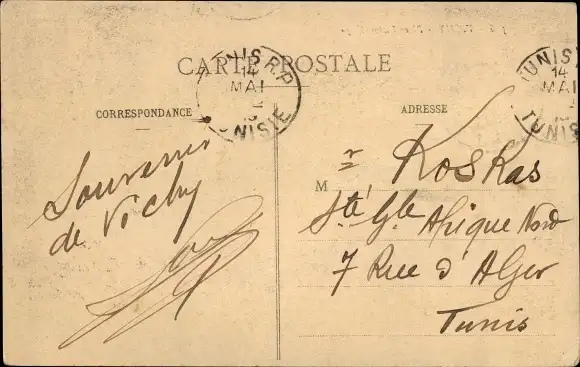 CARTE POSTALE
TUNIS R.P
14
MAI
TUNISIE
TUNIS
14
MAI
TUNIS
CORRESPONDANCE
ADRESSE
Souvenir
de Vichy
M r Koskas
Sté Gle Afrique Nord
7 Rue d'Alger
Tunis